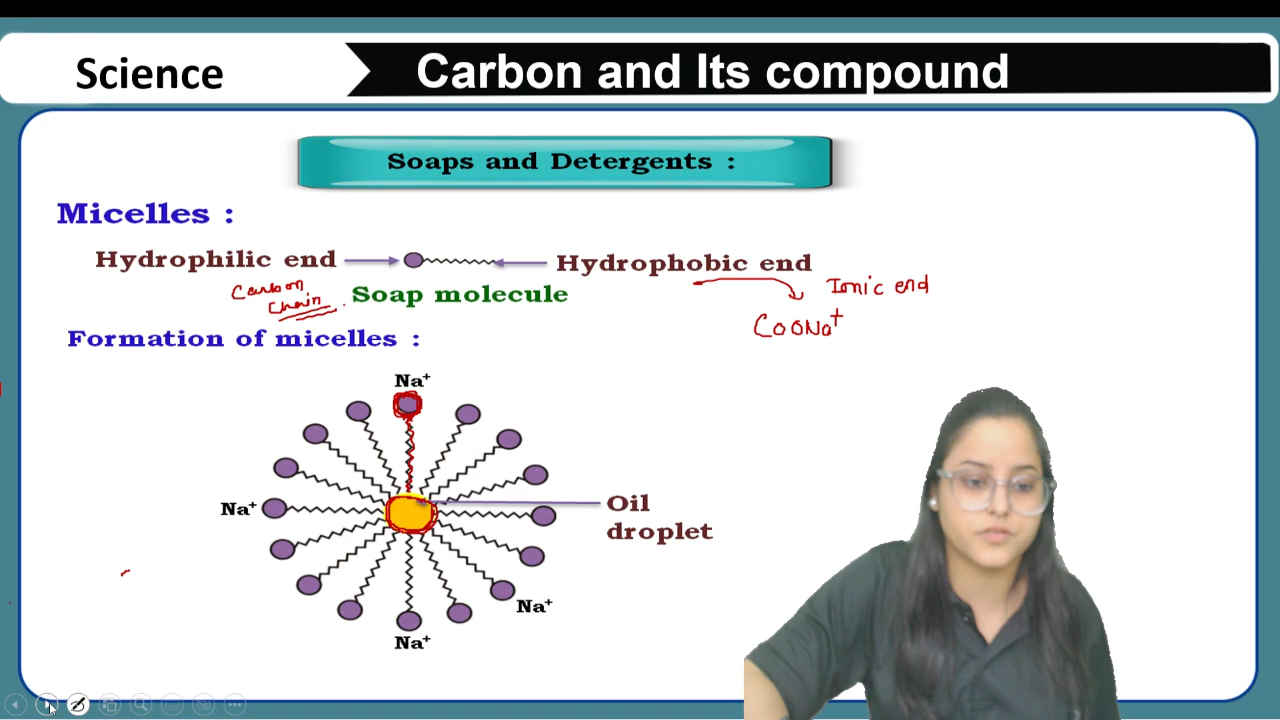 Science
Carbon and Its compound
Soaps and Detergents :
Micelles :
Hydrophilic end
Hydrophobic end
Carbon
Chain
Soap molecule
Ionic end
COONa+
Formation of micelles :
Na+
Na+
Oil
droplet
Na+
Na+